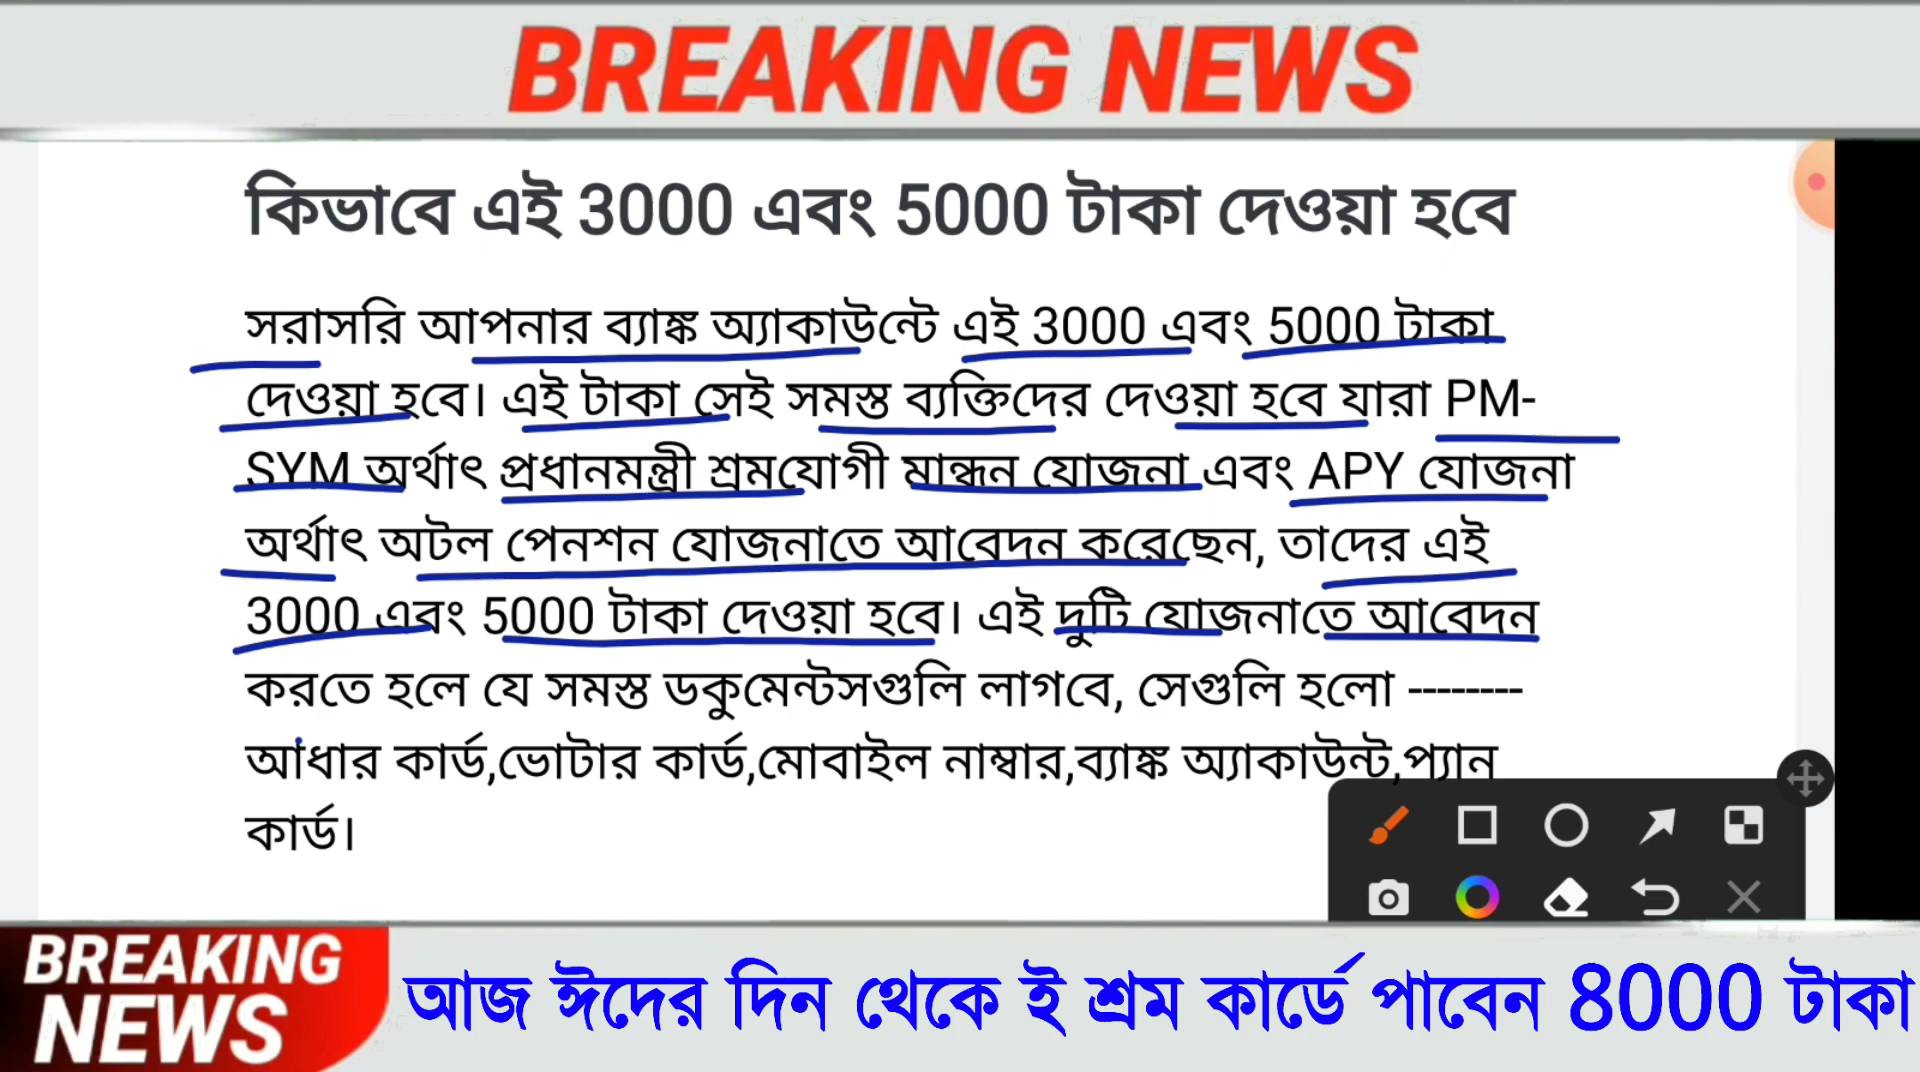 BREAKING NEWS
কিভাবে এই 3000 এবং 5000 টাকা দেওয়া হবে
সরাসরি আপনার ব্যাঙ্ক অ্যাকাউন্টে এই 3000 এবং 5000 টাকা
দেওয়া হবে। এই টাকা সেই সমস্ত ব্যক্তিদের দেওয়া হবে যারা PM-
SYM অর্থাৎ প্রধানমন্ত্রী শ্রমযোগী মান্ধন যোজনা এবং APY যোজনা
অর্থাৎ অটল পেনশন যোজনাতে আবেদন করেছেন, তাদের এই
3000 এবং 5000 টাকা দেওয়া হবে। এই দুটি যোজনাতে আবেদন
করতে হলে যে সমস্ত ডকুমেন্টসগুলি লাগবে, সেগুলি হলো --------
আধার কার্ড,ভোটার কার্ড,মোবাইল নাম্বার,ব্যাঙ্ক অ্যাকাউন্ট,প্যান
কার্ড।
BREAKING
NEWS
আজ ঈদের দিন থেকে ই শ্রম কার্ডে পাবেন 8000 টাকা